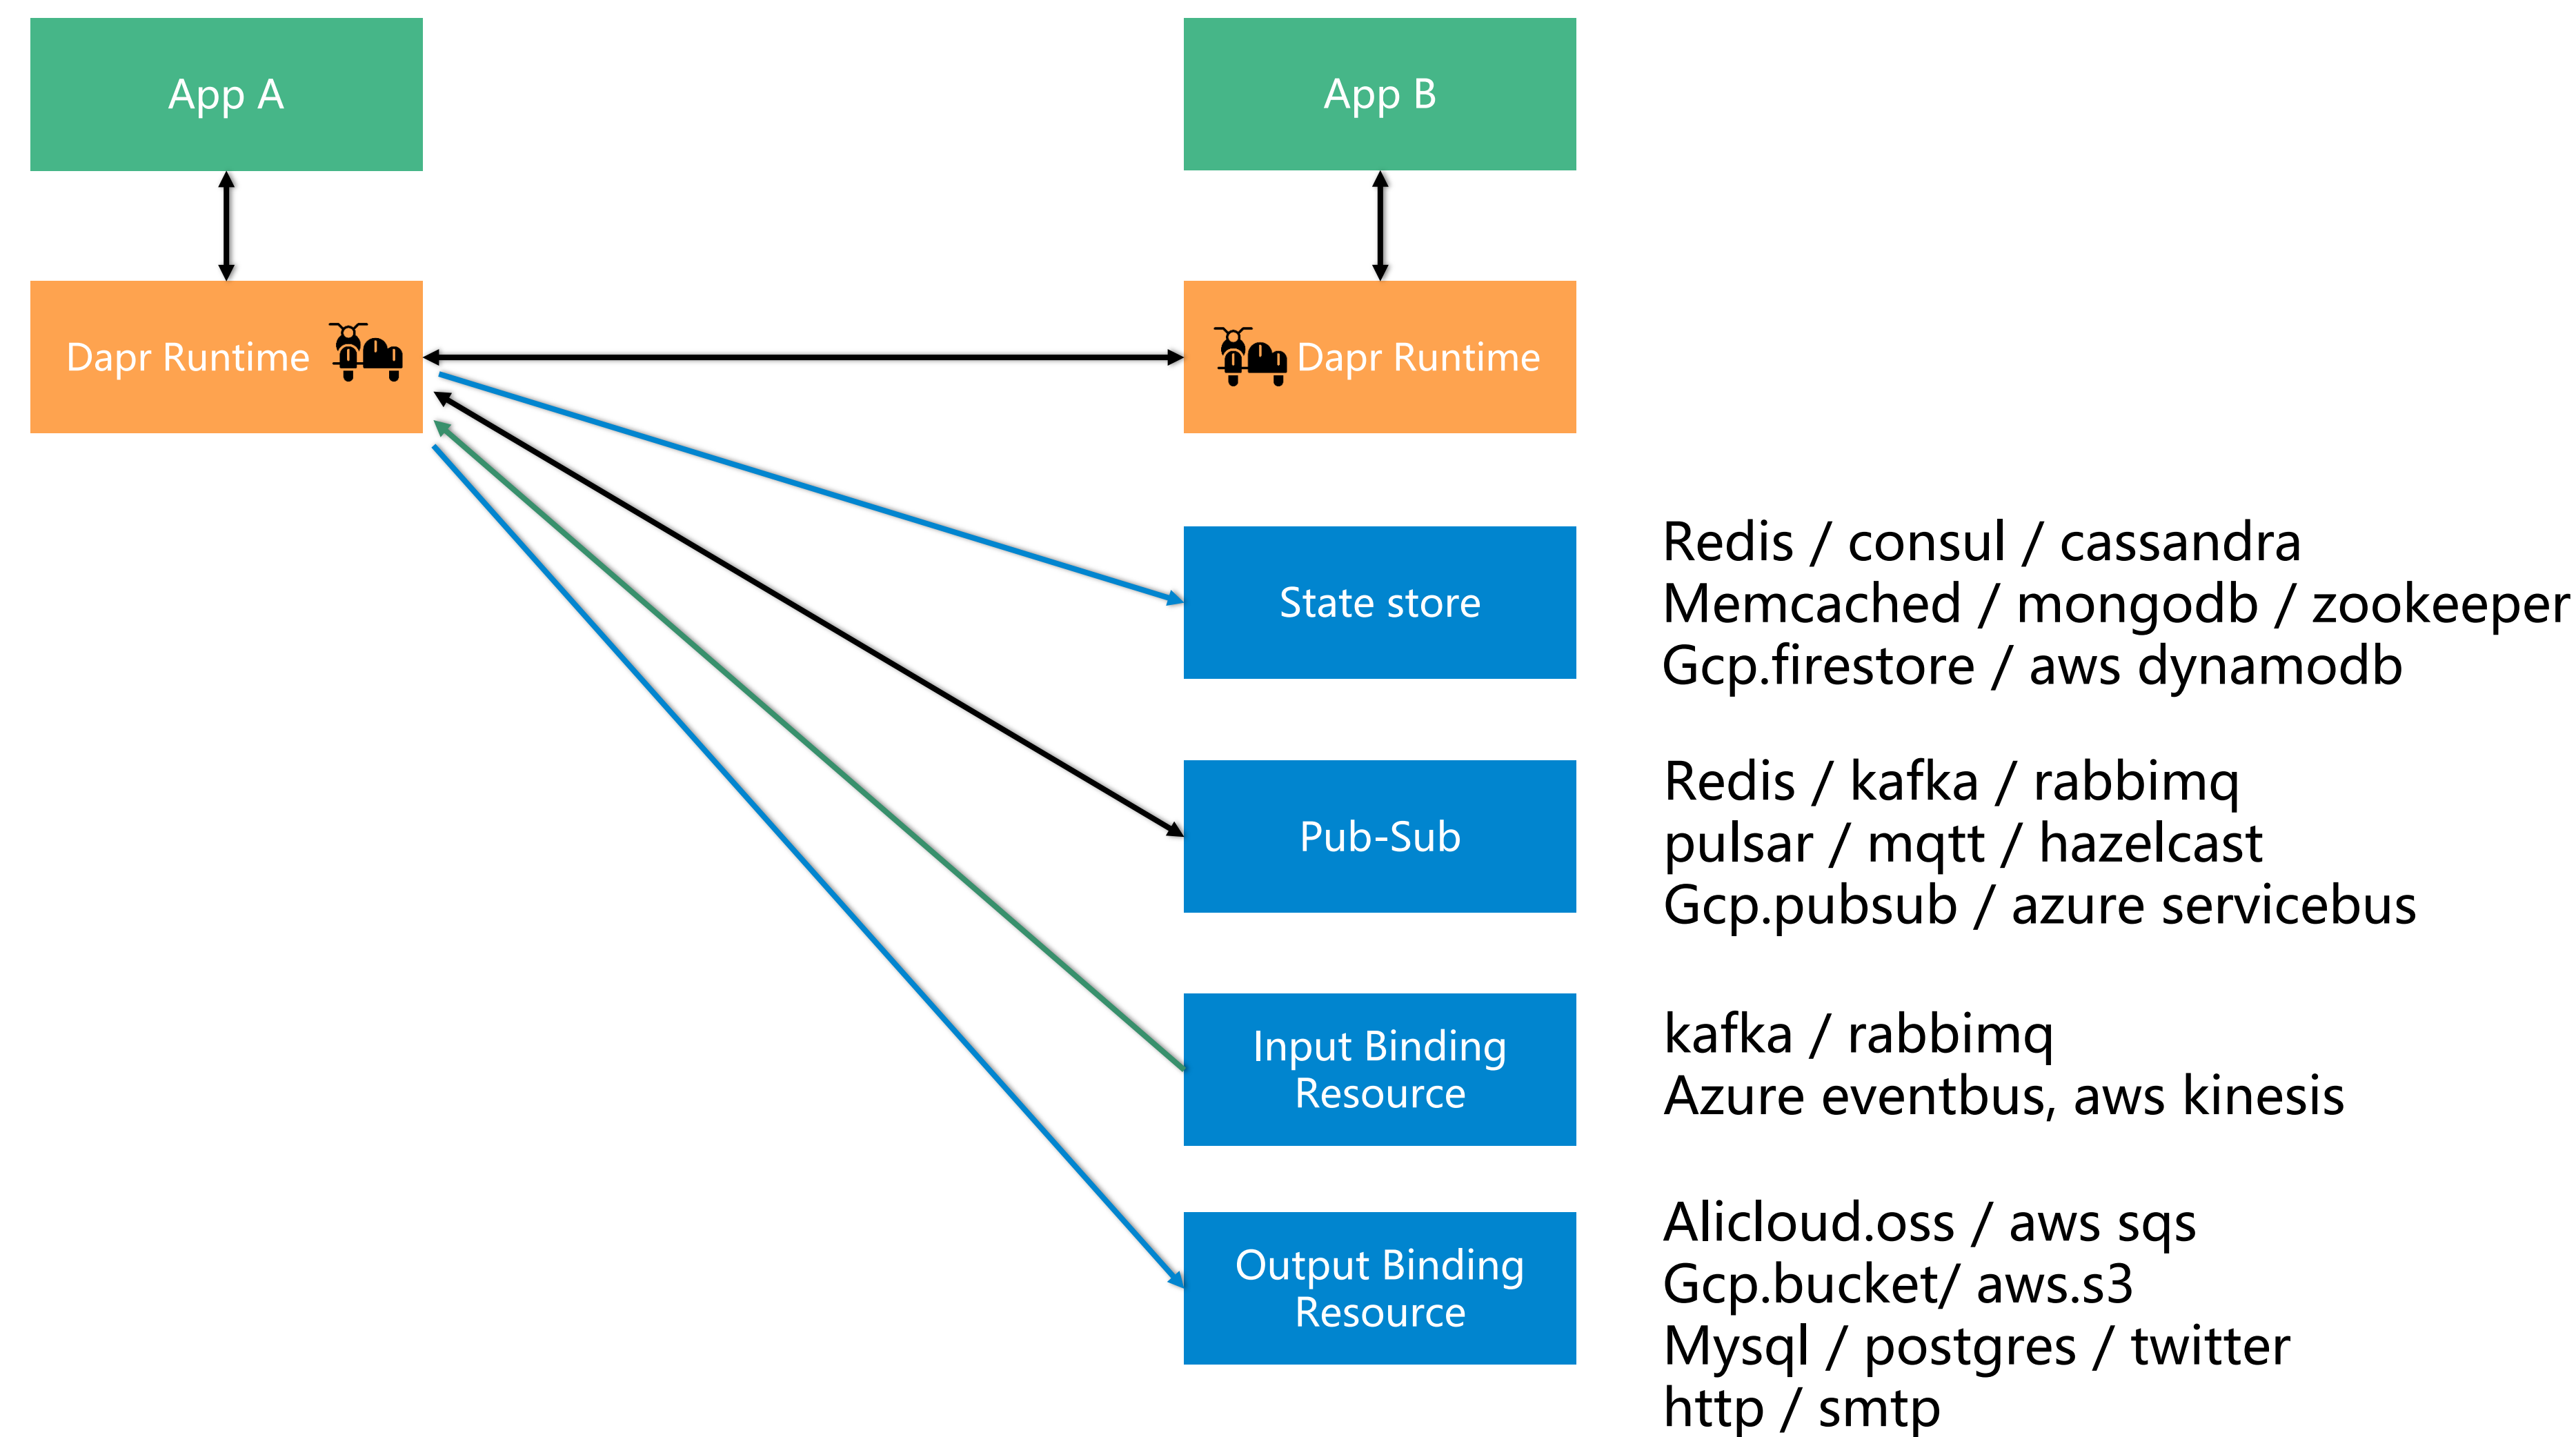 App A
App B
Dapr Runtime
Dapr Runtime
State store
Redis / consul / cassandra
Memcached / mongodb / zookeeper
Gcp.firestore / aws dynamodb
Pub-Sub
Redis / kafka / rabbimq
pulsar / mqtt / hazelcast
Gcp.pubsub / azure servicebus
Input Binding
Resource
kafka / rabbimq
Azure eventbus, aws kinesis
Output Binding
Resource
Alicloud.oss / aws sqs
Gcp.bucket/ aws.s3
Mysql / postgres / twitter
http / smtp